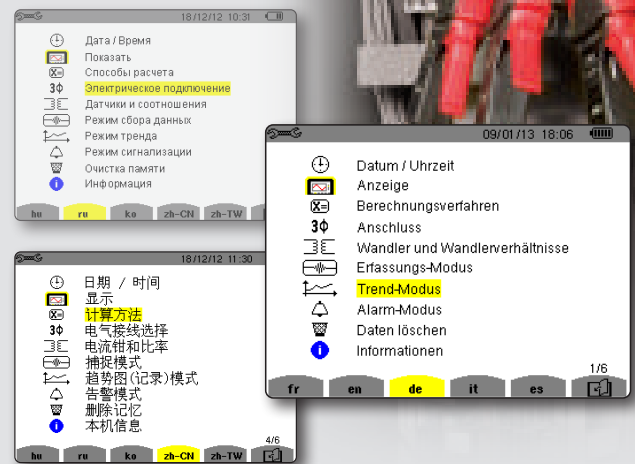 18/12/12 10:31
Дата / Время
Показать
Способы расчета
3ф Электрическое подключение
Датчики и соотношения
Режим сбора данных
Режим тренда
Режим сигнализации
Очистка памяти
Информация
hu ru ko zh-CN zh-TW
09/01/13 18:06
Datum / Uhrzeit
Anzeige
Berechnungsverfahren
3ф Anschluss
Wandler und Wandlerverhältnisse
Erfassungs-Modus
Trend-Modus
Alarm-Modus
Daten löschen
Informationen
1/6
fr en de it es
18/12/12 11:30
日期 / 时间
显示
计算方法
3ф 电气接线选择
电流钳和比率
捕捉模式
趋势图(记录)模式
告警模式
删除记忆
本机信息
4/6
hu ru ko zh-CN zh-TW